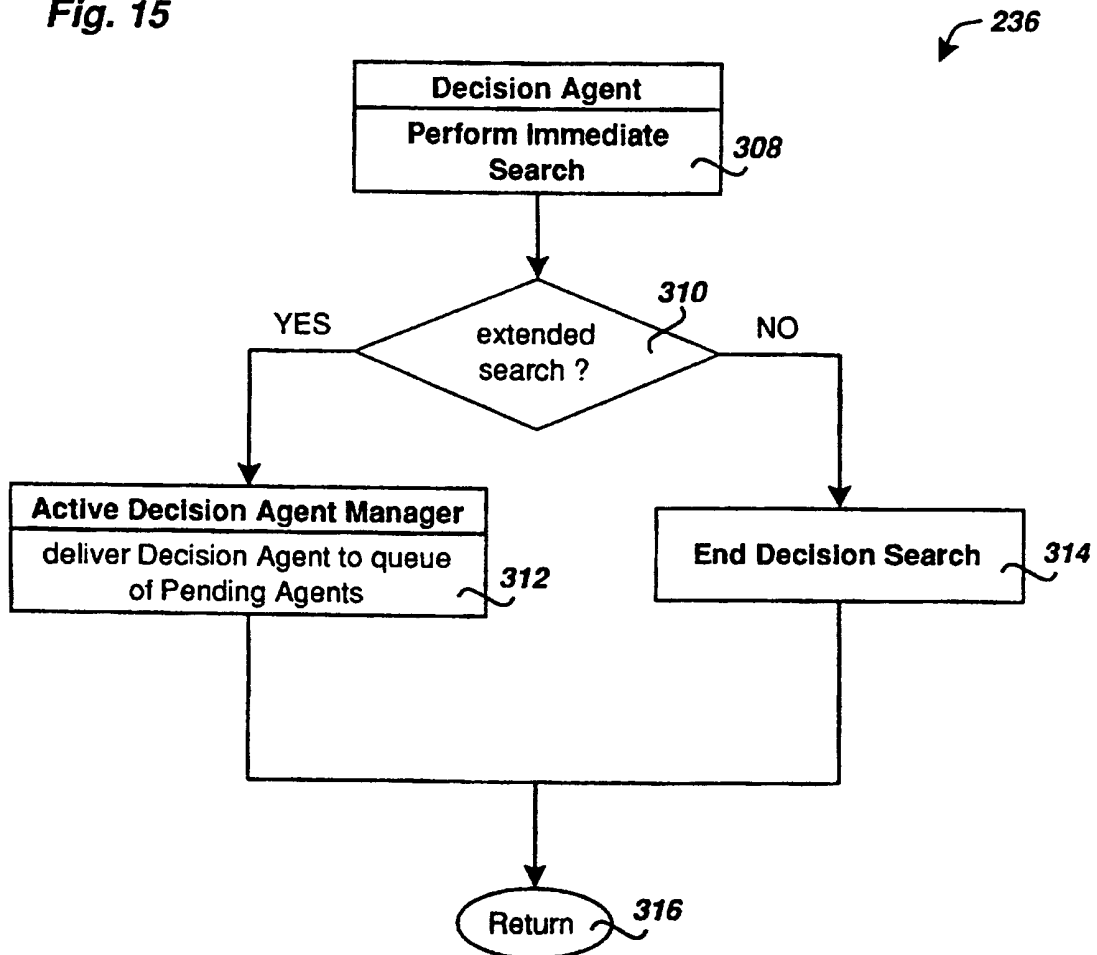 Fig. 15
236
Decision Agent
Perform Immediate
Search
308
310
YES
extended
search ?
NO
Active Decision Agent Manager
deliver Decision Agent to queue
of Pending Agents
312
End Decision Search
314
Return
316